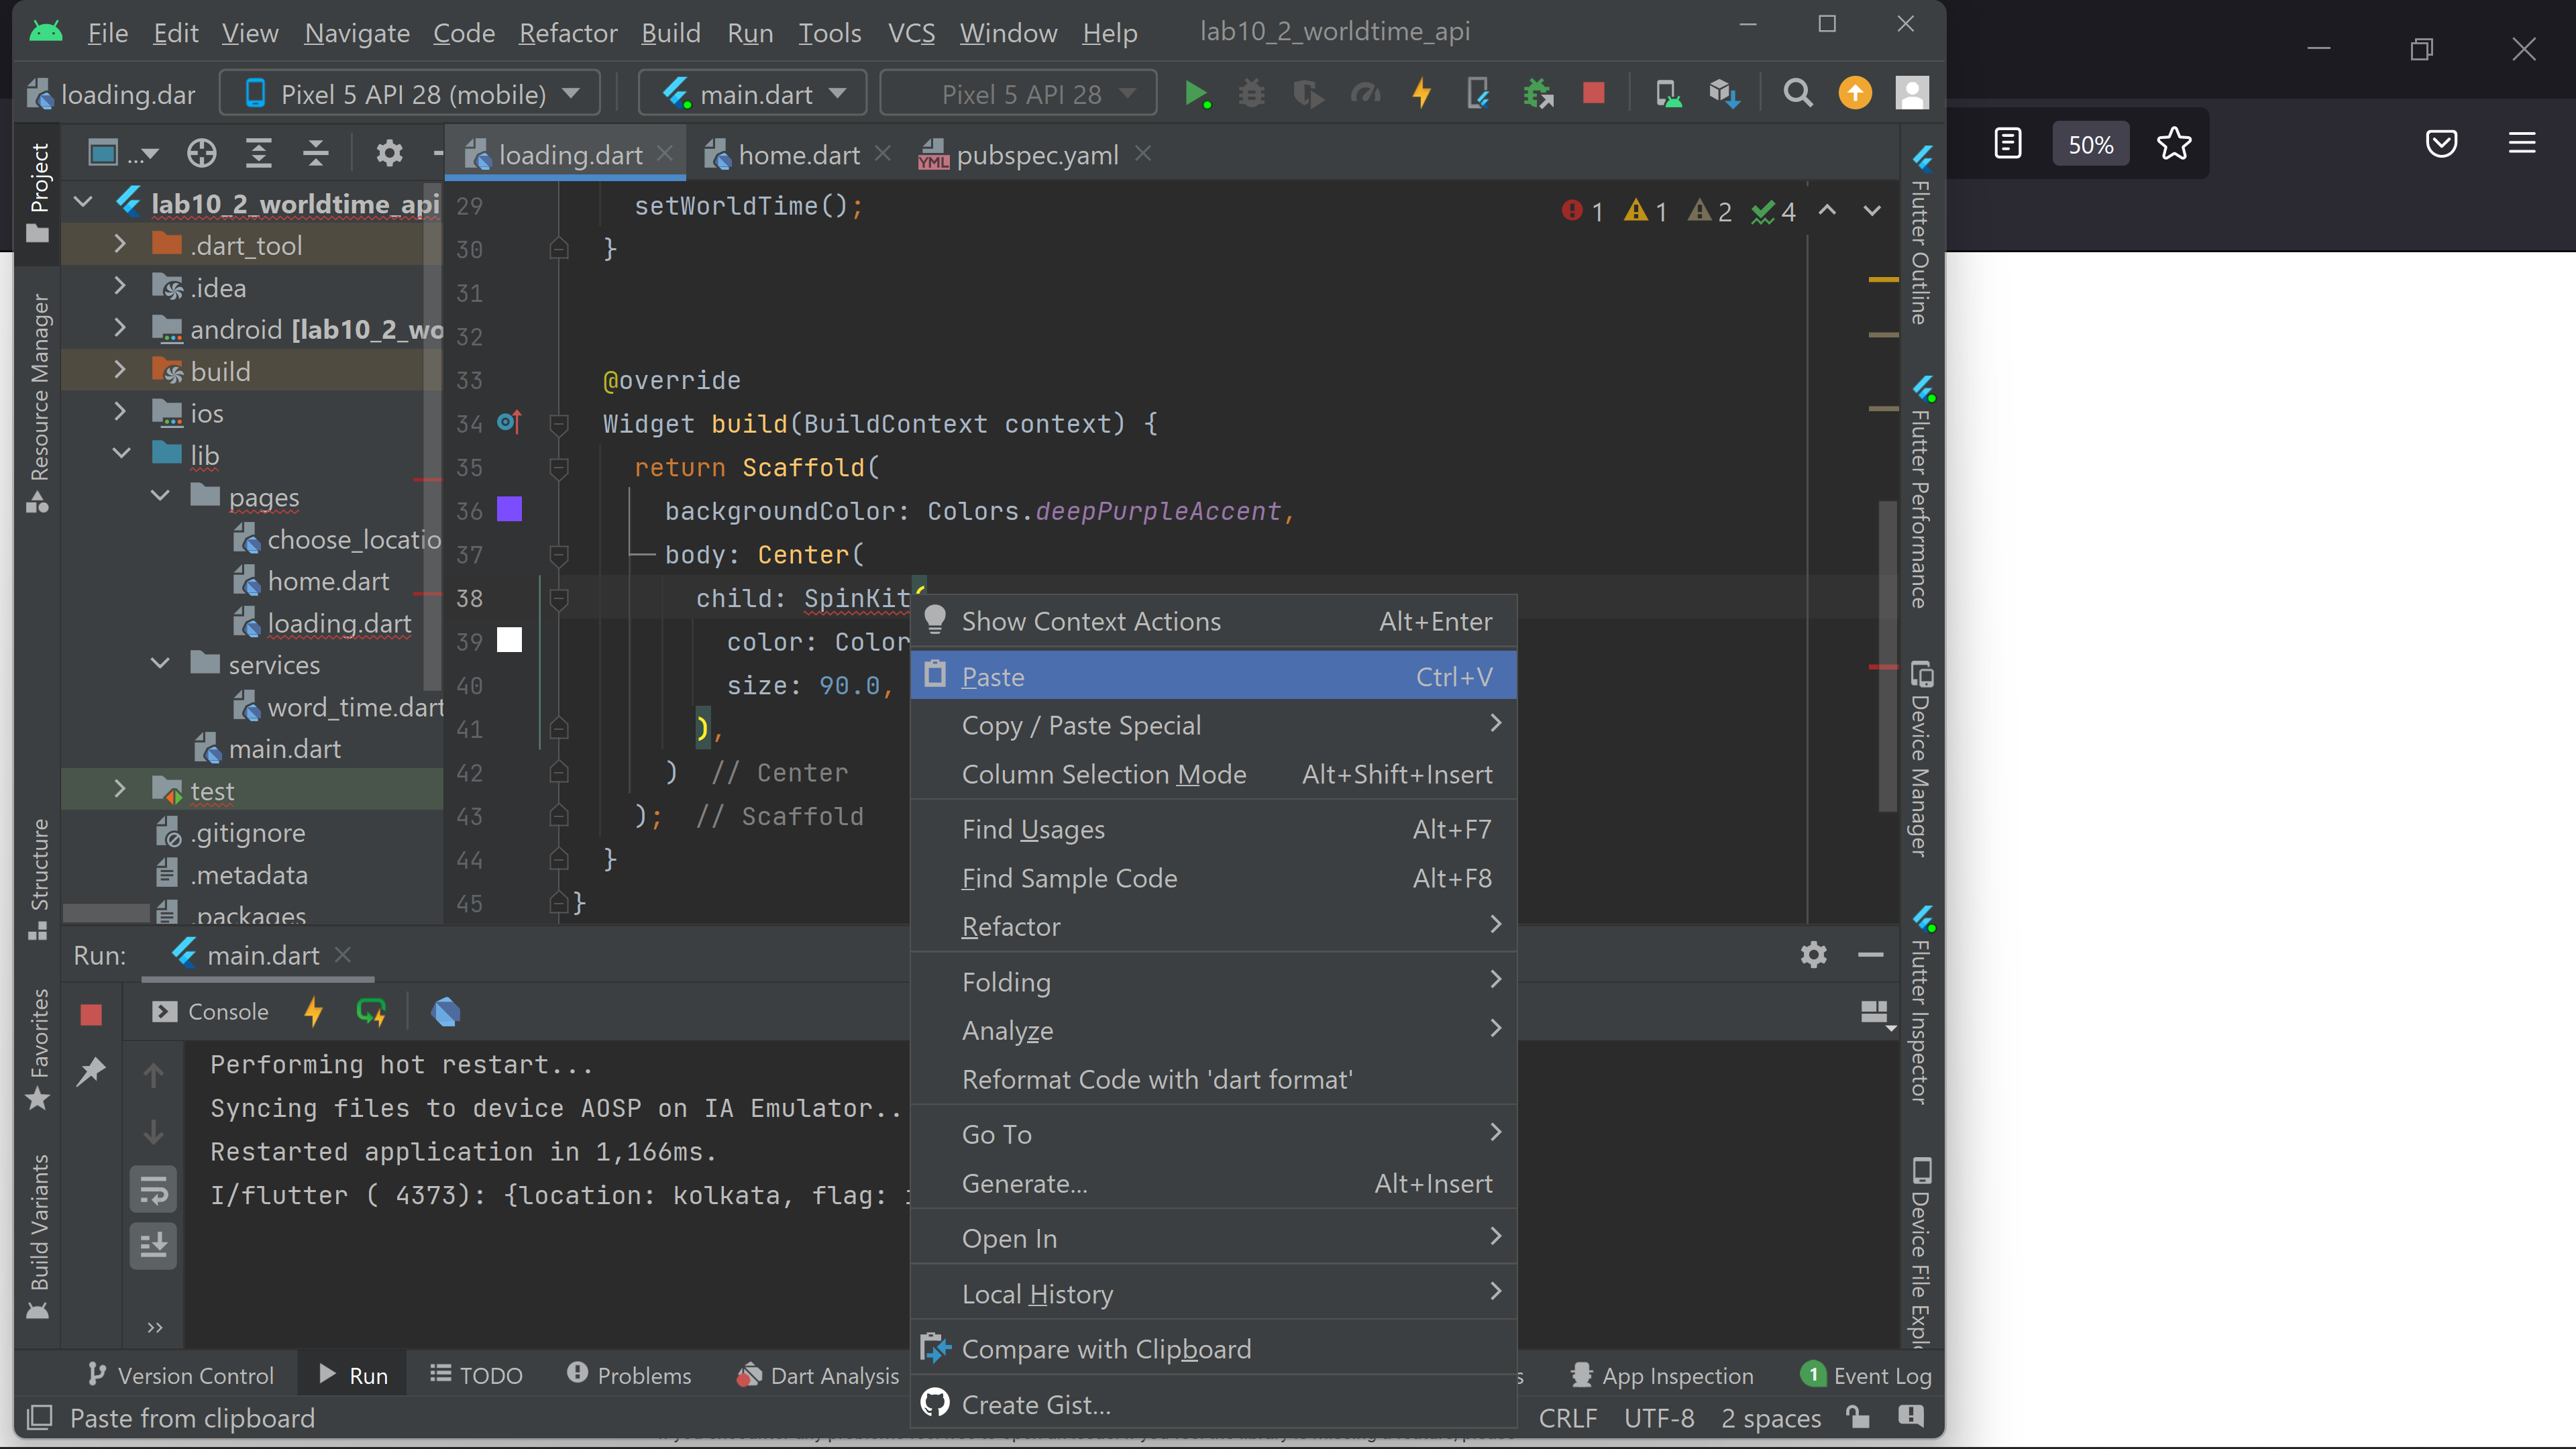 File Edit View Navigate Code Refactor Build Run Tools VCS Window Help lab10_2_worldtime_api
loading.dar Pixel 5 API 28 (mobile) main.dart Pixel 5 API 28
50%
Project
Resource Manager
Structure
Favorites
Build Variants
...
loading.dart home.dart YML pubspec.yaml
lab10_2_worldtime_api
.dart_tool
.idea
android [lab10_2_wo
build
ios
lib
pages
choose_locatio
home.dart
loading.dart
services
word_time.dart
main.dart
test
.gitignore
.metadata
.packages
1 1 2 4
29 setWorldTime();
30 }
31
32
33 @override
34 Widget build(BuildContext context) {
35 return Scaffold(
36 backgroundColor: Colors.deepPurpleAccent,
37 body: Center(
38 child: SpinKit(
39 color: Color
40 size: 90.0,
41 ),
42 ) // Center
43 ); // Scaffold
44 }
45 }
Show Context Actions Alt+Enter
Paste Ctrl+V
Copy / Paste Special
Column Selection Mode Alt+Shift+Insert
Find Usages Alt+F7
Find Sample Code Alt+F8
Refactor
Folding
Analyze
Reformat Code with 'dart format'
Go To
Generate... Alt+Insert
Open In
Local History
Compare with Clipboard
Create Gist...
Flutter Outline
Flutter Performance
Device Manager
Flutter Inspector
Device File Explo
Run: main.dart
Console
Performing hot restart...
Syncing files to device AOSP on IA Emulator..
Restarted application in 1,166ms.
I/flutter ( 4373): {location: kolkata, flag:
Version Control Run TODO Problems Dart Analysis s App Inspection 1 Event Log
Paste from clipboard CRLF UTF-8 2 spaces